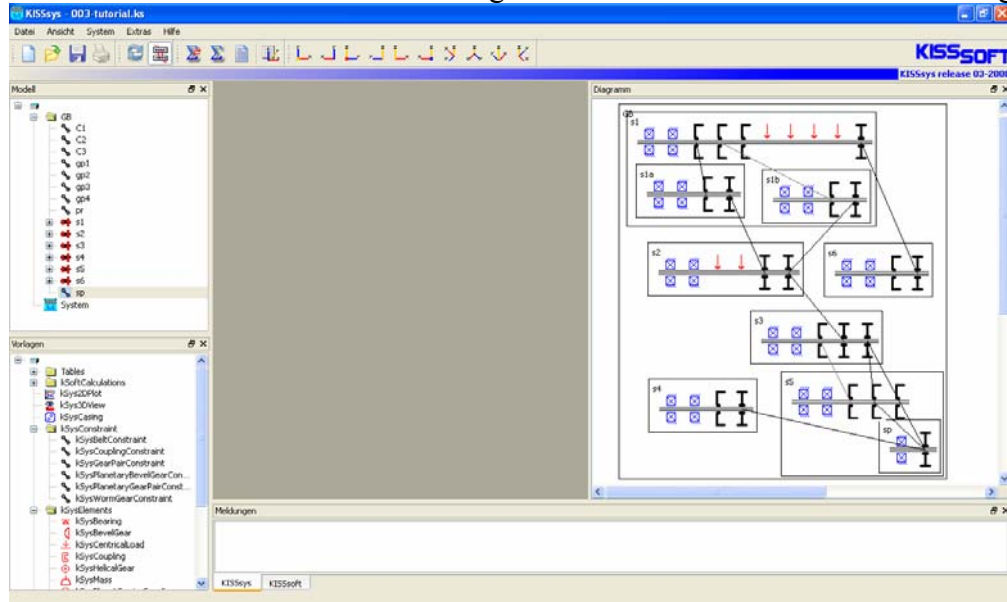 KISSsys - 003-tutorial.ks
Datei Ansicht System Extras Hilfe
KISSsoft
KISSsys release 03-200
Modell
GB
C1
C2
C3
gp1
gp2
gp3
gp4
pr
s1
s2
s3
s4
s5
s6
sp
System
Vorlagen
Tables
kSoftCalculations
kSys2DPlot
kSys3DView
kSysCasing
kSysConstraint
kSysBeltConstraint
kSysCouplingConstraint
kSysGearPairConstraint
kSysPlanetaryBevelGearCon...
kSysPlanetaryGearPairConst...
kSysWormGearConstraint
kSysElements
kSysBearing
kSysBevelGear
kSysCentricalLoad
kSysCoupling
kSysHelicalGear
kSysMass
Diagramm
GB
s1
s1a
s1b
s2
s6
s3
s4
s5
sp
Meldungen
KISSsys KISSsoft